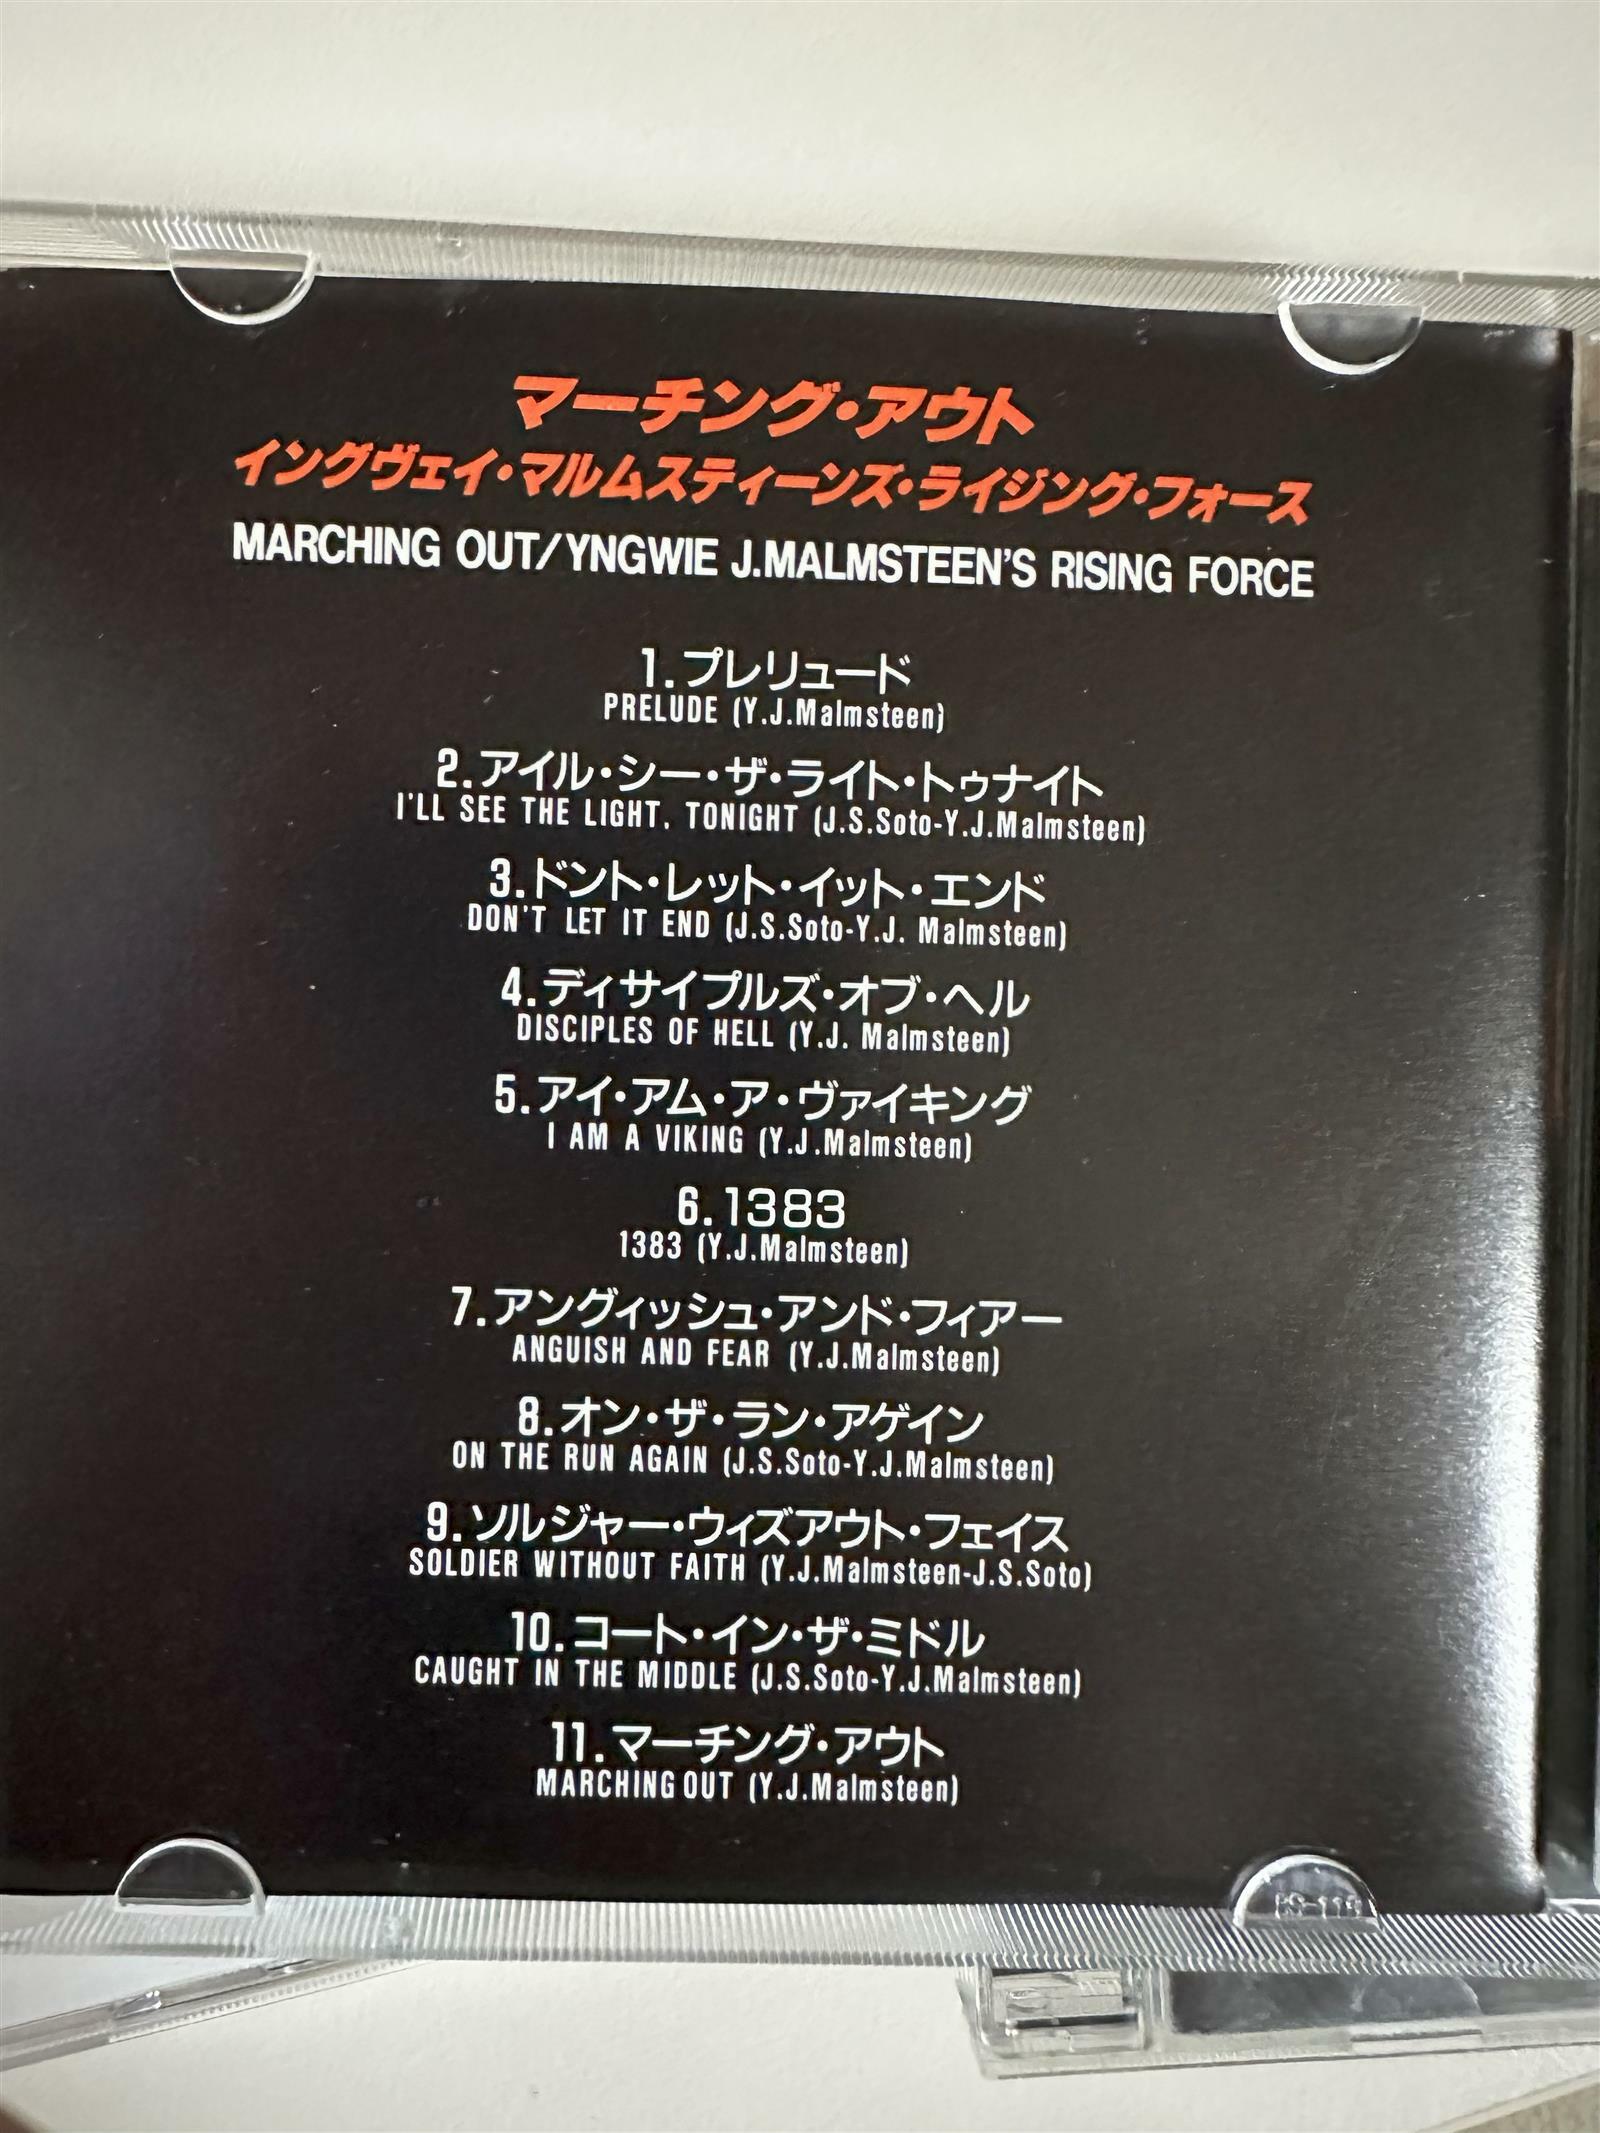 マーチング・アウト
イングヴェイ・マルムスティーンズ・ライジング・フォース
MARCHING OUT/YNGWIE J.MALMSTEEN'S RISING FORCE
1.プレリュード
PRELUDE (Y.J.Malmsteen)
2.アイル・シー・ザ・ライト・トゥナイト
I'LL SEE THE LIGHT. TONIGHT (J.S.Soto-Y.J.Malmsteen)
3.ドント・レット・イット・エンド
DON'T LET IT END (J.S.Soto-Y.J. Malmsteen)
4.ディサイプルズ・オブ・ヘル
DISCIPLES OF HELL (Y.J. Malmsteen)
5.アイ・アム・ア・ヴァイキング
I AM A VIKING (Y.J.Malmsteen)
6.1383
1383 (Y.J.Malmsteen)
7.アングィッシュ・アンド・フィアー
ANGUISH AND FEAR (Y.J.Malmsteen)
8.オン・ザ・ラン・アゲイン
ON THE RUN AGAIN (J.S.Soto-Y.J.Malmsteen)
9.ソルジャー・ウィズアウト・フェイス
SOLDIER WITHOUT FAITH (Y.J.Malmsteen-J.S.Soto)
10.コート・イン・ザ・ミドル
CAUGHT IN THE MIDDLE (J.S.Soto-Y.J.Malmsteen)
11.マーチング・アウト
MARCHING OUT (Y.J.Malmsteen)